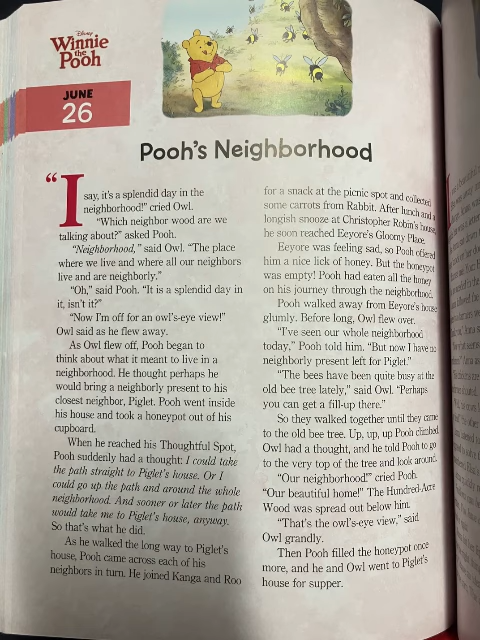 Disney
Winnie
the
Pooh
JUNE
26
Pooh's Neighborhood
"I say, it's a splendid day in the
neighborhood!" cried Owl.
"Which neighbor wood are we
talking about?" asked Pooh.
"Neighborhood," said Owl. "The place
where we live and where all our neighbors
live and are neighborly."
"Oh," said Pooh. "It is a splendid day in
it, isn't it?"
"Now I'm off for an owl's-eye view!"
Owl said as he flew away.
As Owl flew off, Pooh began to
think about what it meant to live in a
neighborhood. He thought perhaps he
would bring a neighborly present to his
closest neighbor, Piglet. Pooh went inside
his house and took a honeypot out of his
cupboard.
When he reached his Thoughtful Spot,
Pooh suddenly had a thought: I could take
the path straight to Piglet's house. Or I
could go up the path and around the whole
neighborhood. And sooner or later the path
would take me to Piglet's house, anyway.
So that's what he did.
As he walked the long way to Piglet's
house, Pooh came across each of his
neighbors in turn. He joined Kanga and Roo
for a snack at the picnic spot and collected
some carrots from Rabbit. After lunch and a
longish snooze at Christopher Robin's house,
he soon reached Eeyore's Gloomy Place.
Eeyore was feeling sad, so Pooh offered
him a nice lick of honey. But the honeypot
was empty! Pooh had eaten all the honey
on his journey through the neighborhood.
Pooh walked away from Eeyore's house
glumly. Before long, Owl flew over.
"I've seen our whole neighborhood
today," Pooh told him. "But now I have no
neighborly present left for Piglet."
"The bees have been quite busy at the
old bee tree lately," said Owl. "Perhaps
you can get a fill-up there."
So they walked together until they came
to the old bee tree. Up, up, up Pooh climbed.
Owl had a thought, and he told Pooh to go
to the very top of the tree and look around.
"Our neighborhood!" cried Pooh.
"Our beautiful home!" The Hundred-Acre
Wood was spread out below him.
"That's the owl's-eye view," said
Owl grandly.
Then Pooh filled the honeypot once
more, and he and Owl went to Piglet's
house for supper.